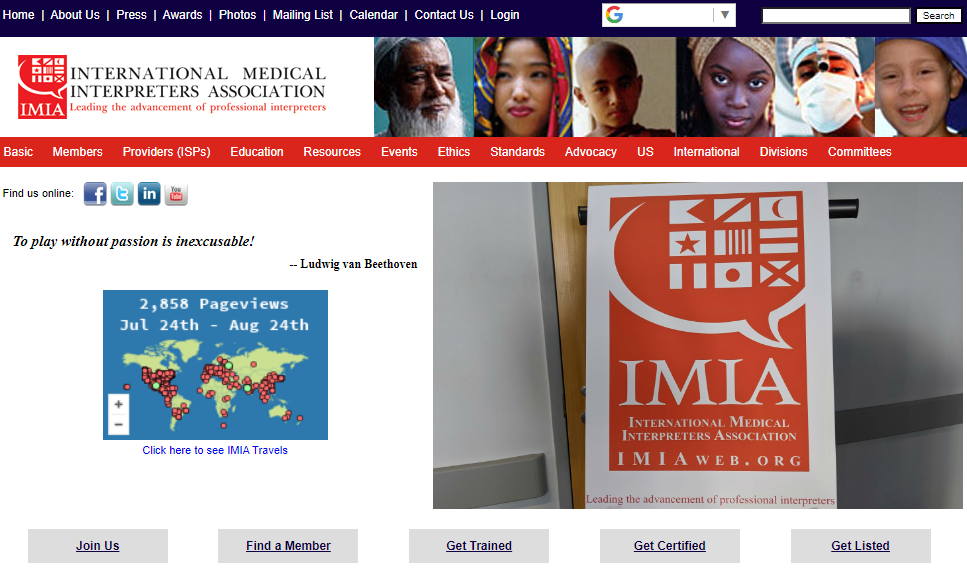 Home | About Us | Press | Awards | Photos | Mailing List | Calendar | Contact Us | Login
Search
IMIA
INTERNATIONAL MEDICAL
INTERPRETERS ASSOCIATION
Leading the advancement of professional interpreters
Basic Members Providers (ISPs) Education Resources Events Ethics Standards Advocacy US International Divisions Committees
Find us online:
You
Tube
To play without passion is inexcusable!
-- Ludwig van Beethoven
2,858 Pageviews
Jul 24th - Aug 24th
+
−
Click here to see IMIA Travels
IMIA
INTERNATIONAL MEDICAL
INTERPRETERS ASSOCIATION
IMIAWEB.ORG
Leading the advancement of professional interpreters
Join Us
Find a Member
Get Trained
Get Certified
Get Listed